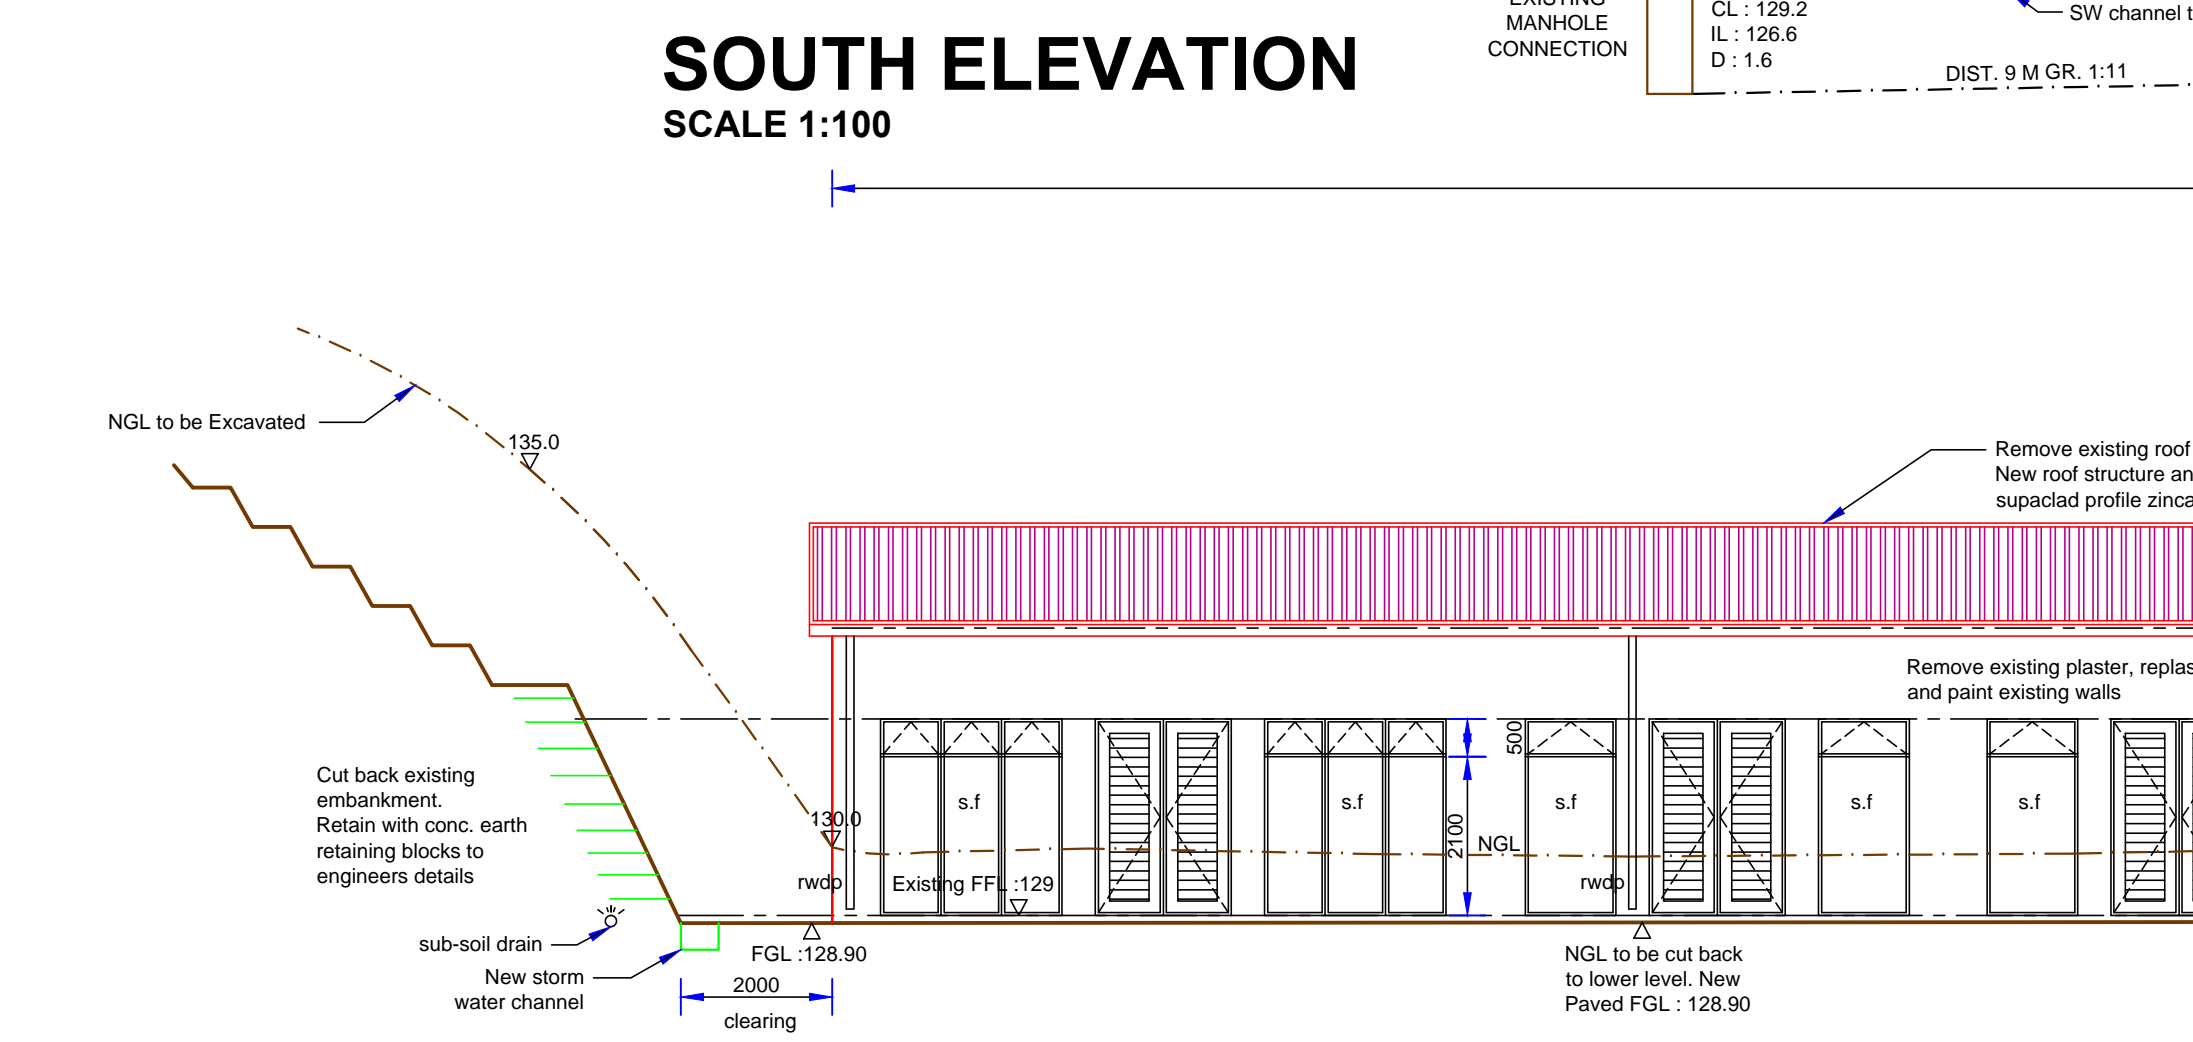 SOUTH ELEVATION
SCALE 1:100
EXISTING
MANHOLE
CONNECTION
CL : 129.2
IL : 126.6
D : 1.6
SW channel t
DIST. 9 M GR. 1:11
NGL to be Excavated
135.0
Remove existing roof
New roof structure an
supaclad profile zinca
Remove existing plaster, replas
and paint existing walls
500
2100
NGL
s.f
s.f
s.f
s.f
s.f
130.0
rwdp
Existing FFL :129
rwdp
Cut back existing
embankment.
Retain with conc. earth
retaining blocks to
engineers details
sub-soil drain
New storm
water channel
FGL :128.90
2000
clearing
NGL to be cut back
to lower level. New
Paved FGL : 128.90